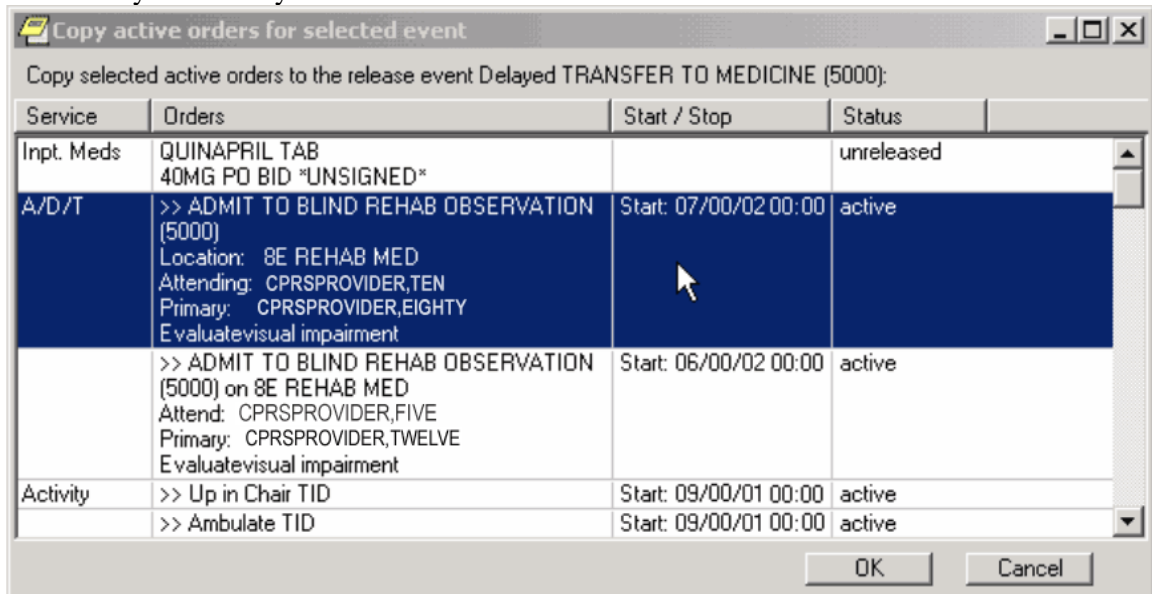 Copy active orders for selected event
Copy selected active orders to the release event Delayed TRANSFER TO MEDICINE (5000):
Service Orders Start / Stop Status
Inpt. Meds QUINAPRIL TAB unreleased
40MG PO BID *UNSIGNED*
A/D/T >> ADMIT TO BLIND REHAB OBSERVATION Start: 07/00/02 00:00 active
(5000)
Location: 8E REHAB MED
Attending: CPRSPROVIDER,TEN
Primary: CPRSPROVIDER,EIGHTY
Evaluatevisual impairment
>> ADMIT TO BLIND REHAB OBSERVATION Start: 06/00/02 00:00 active
(5000) on 8E REHAB MED
Attend: CPRSPROVIDER,FIVE
Primary: CPRSPROVIDER,TWELVE
Evaluatevisual impairment
Activity >> Up in Chair TID Start: 09/00/01 00:00 active
>> Ambulate TID Start: 09/00/01 00:00 active
OK Cancel